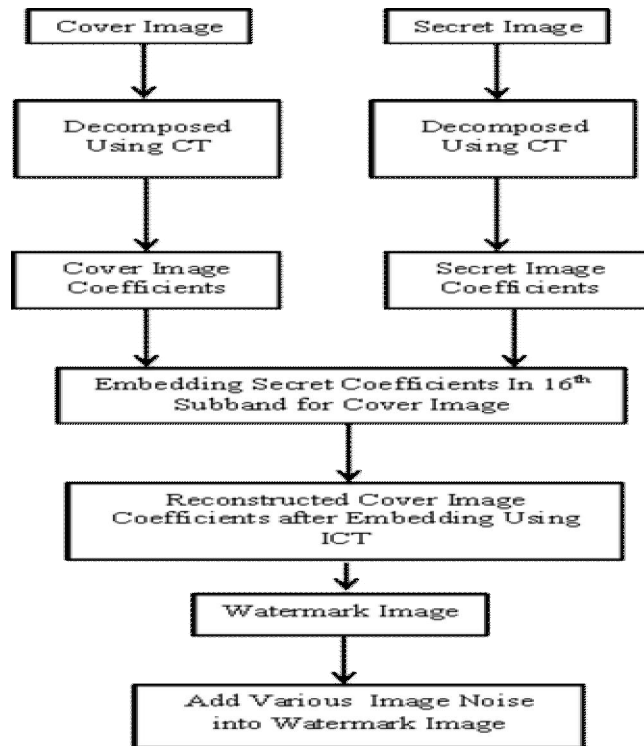 Cover Image
Secret Image
Decomposed
Using CT
Decomposed
Using CT
Cover Image
Coefficients
Secret Image
Coefficients
Embedding Secret Coefficients In 16th
Subband for Cover Image
Reconstructed Cover Image
Coefficients after Embedding Using
ICT
Watermark Image
Add Various Image Noise
into Watermark Image